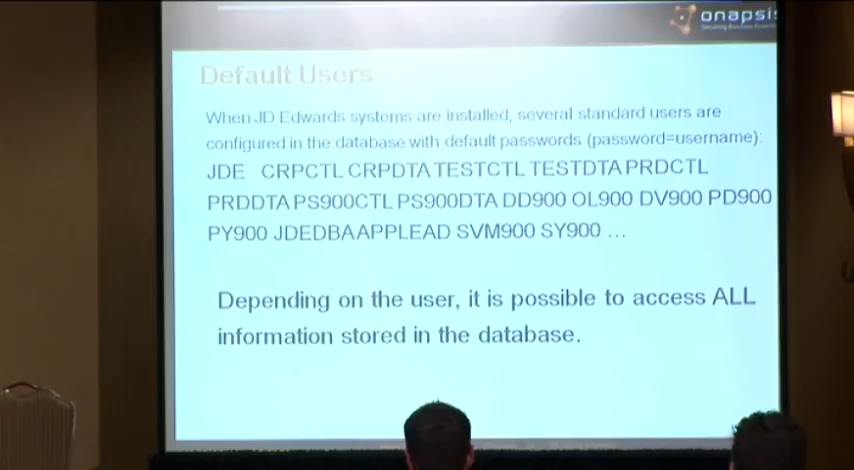 onapsis
Default Users
When JD Edwards systems are installed, several standard users are
configured in the database with default passwords (password=username):
JDE CRPCTL CRPDTA TESTCTL TESTDTA PRDCTL
PRDDTA PS900CTL PS900DTA DD900 OL900 DV900 PD900
PY900 JDEDBA APPLEAD SVM900 SY900 ...
Depending on the user, it is possible to access ALL
information stored in the database.